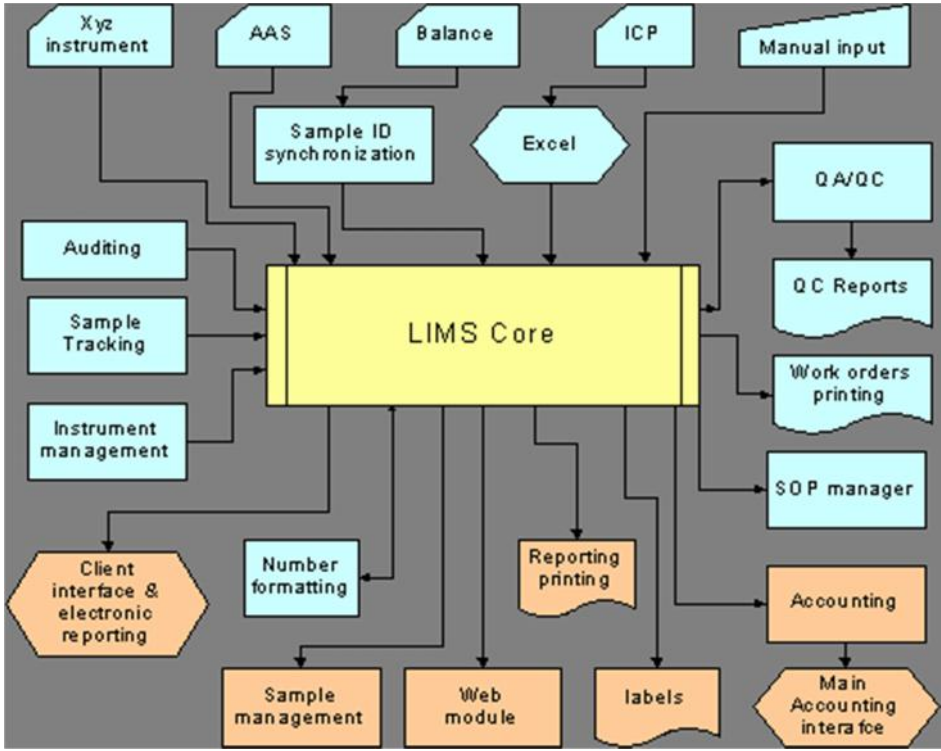 Xyz
instrument
AAS
Balance
ICP
Manual input
Sample ID
synchronization
Excel
QA/QC
Auditing
QC Reports
Sample
Tracking
LIMS Core
Work orders
printing
Instrument
management
SOP manager
Client
interface &
electronic
reporting
Number
formatting
Reporting
printing
Accounting
Sample
management
Web
module
labels
Main
Accounting
interafce